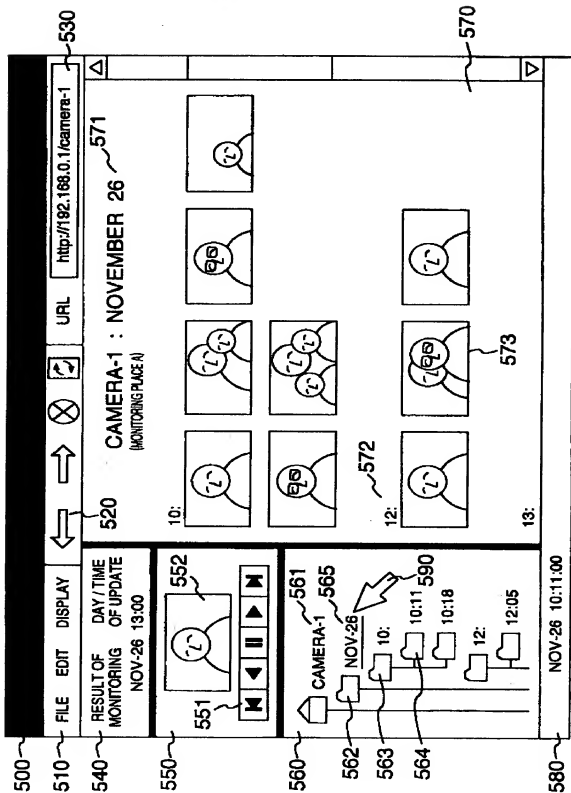 500
510
FILE EDIT DISPLAY
520
URL
http://192.168.0.1/camera-1
530
540
RESULT OF MONITORING
DAY / TIME OF UPDATE
NOV-26 13:00
550
551
552
560
CAMERA-1
561
562
NOV-26
565
590
563
10:
564
10:11
10:18
12:
12:05
CAMERA-1 : NOVEMBER 26
571
(MONITORING PLACE A)
10:
572
12:
573
13:
570
580
NOV-26 10:11:00